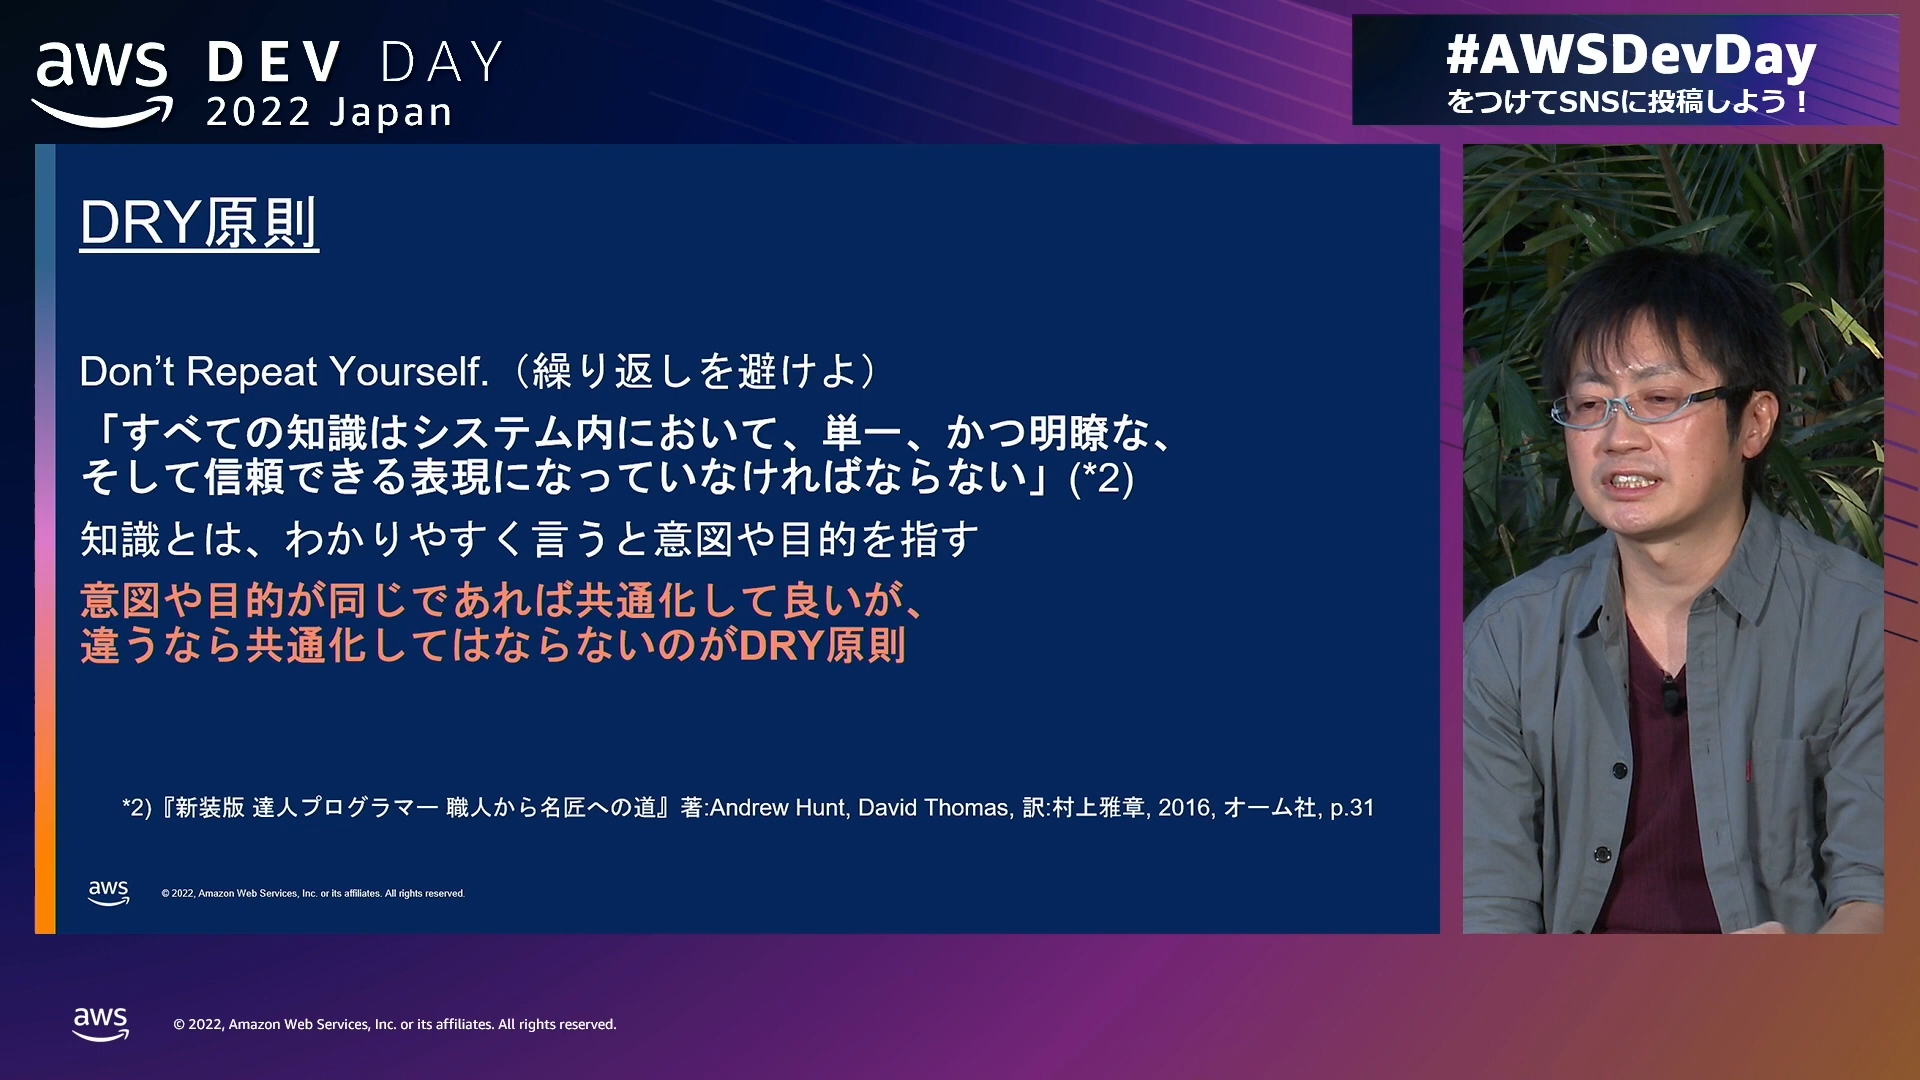 aws DEV DAY
2022 Japan
#AWSDevDay
をつけてSNSに投稿しよう！
DRY原則
Don’t Repeat Yourself.（繰り返しを避けよ）
「すべての知識はシステム内において、単一、かつ明瞭な、
そして信頼できる表現になっていなければならない」(*2)
知識とは、わかりやすく言うと意図や目的を指す
意図や目的が同じであれば共通化して良いが、
違うなら共通化してはならないのがDRY原則
*2)『新装版 達人プログラマー 職人から名匠への道』著:Andrew Hunt, David Thomas, 訳:村上雅章, 2016, オーム社, p.31
aws © 2022, Amazon Web Services, Inc. or its affiliates. All rights reserved.
aws © 2022, Amazon Web Services, Inc. or its affiliates. All rights reserved.